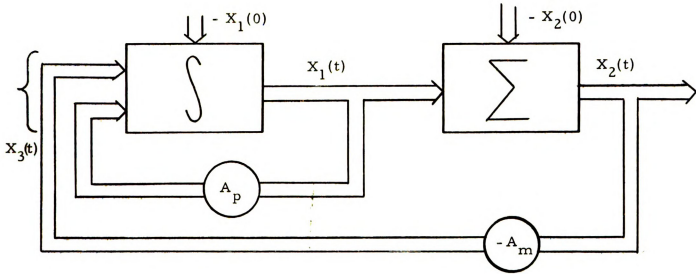 - X₁(0)
- X₂(0)
X₁(t)
X₂(t)
∫
Σ
X₃(t)
Aₚ
-Aₘ